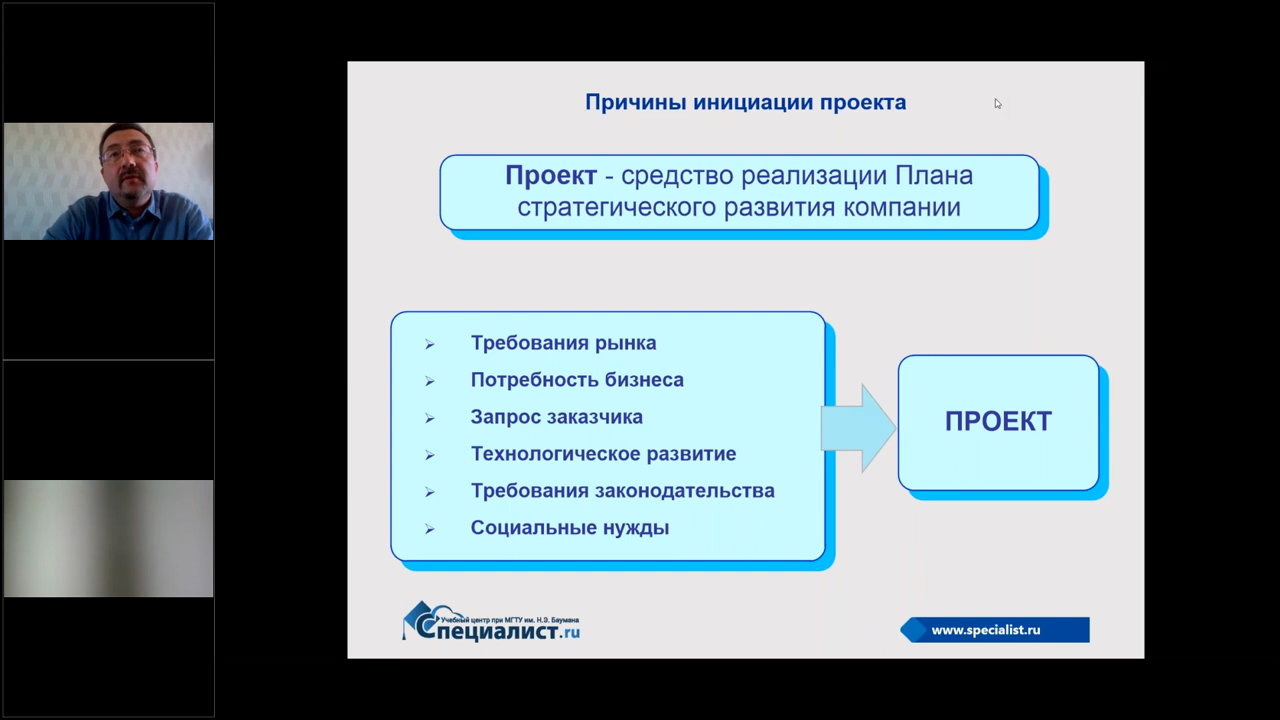 Причины инициации проекта
Проект - средство реализации Плана
стратегического развития компании
Требования рынка
Потребность бизнеса
Запрос заказчика
Технологическое развитие
Требования законодательства
Социальные нужды
ПРОЕКТ
Учебный центр при МГТУ им. Н.Э. Баумана
Специалист.ru
www.specialist.ru